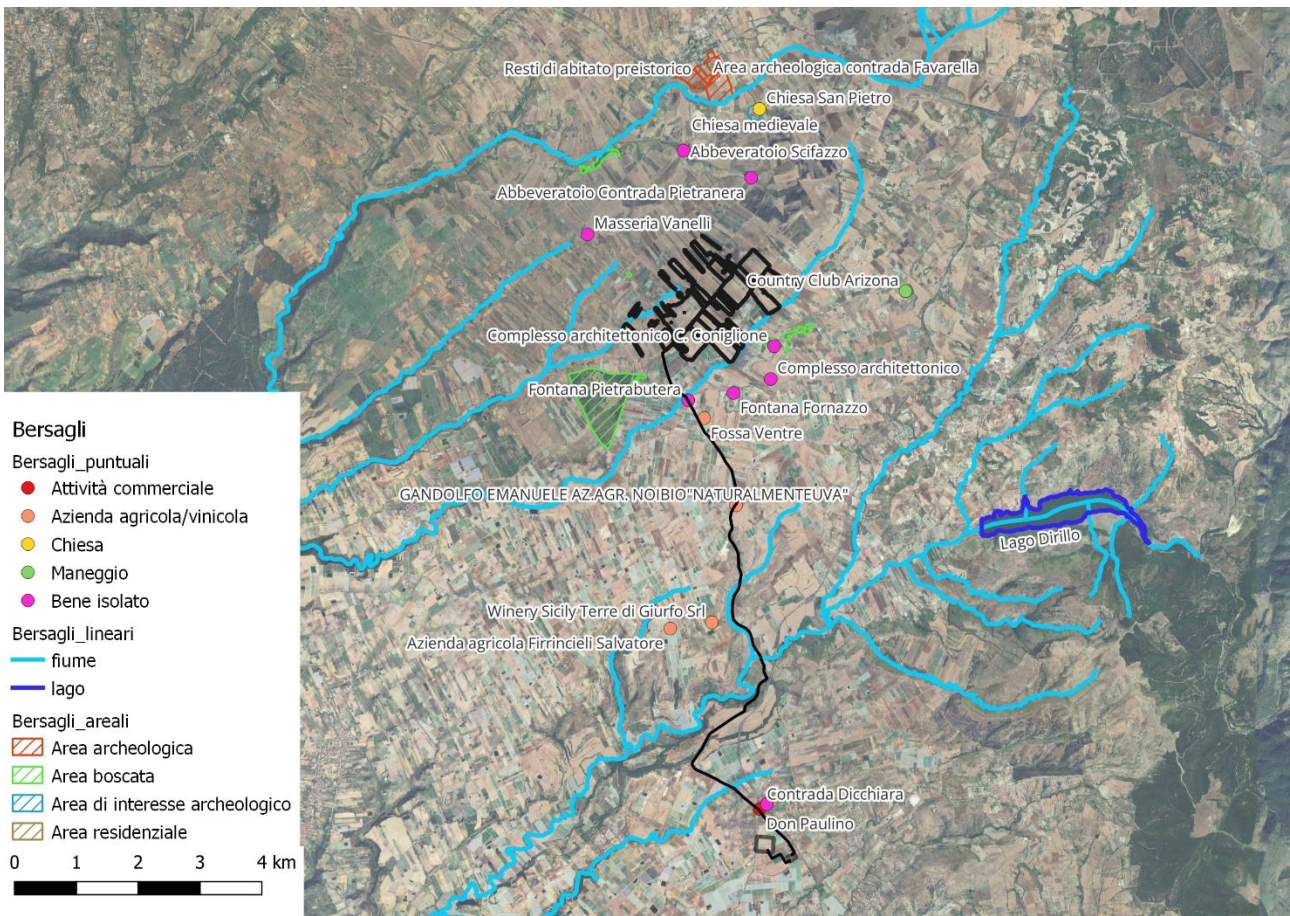 Resti di abitato preistorico
Area archeologica contrada Favarella
Chiesa San Pietro
Chiesa medievale
Abbeveratoio Scifazzo
Abbeveratoio Contrada Pietranera
Masseria Vanelli
Country Club Arizona
Complesso architettonico C. Coniglione
Complesso architettonico
Fontana Pietrabutera
Fontana Fornazzo
Fossa Ventre
GANDOLFO EMANUELE AZ.AGR. NOIBIO"NATURALMENTEUVA"
Lago Dirillo
Winery Sicily Terre di Giurfo Srl
Azienda agricola Firrincieli Salvatore
Contrada Dicchiara
Don Paulino
Bersagli
Bersagli_puntuali
Attività commerciale
Azienda agricola/vinicola
Chiesa
Maneggio
Bene isolato
Bersagli_lineari
fiume
lago
Bersagli_areali
Area archeologica
Area boscata
Area di interesse archeologico
Area residenziale
0 1 2 3 4 km